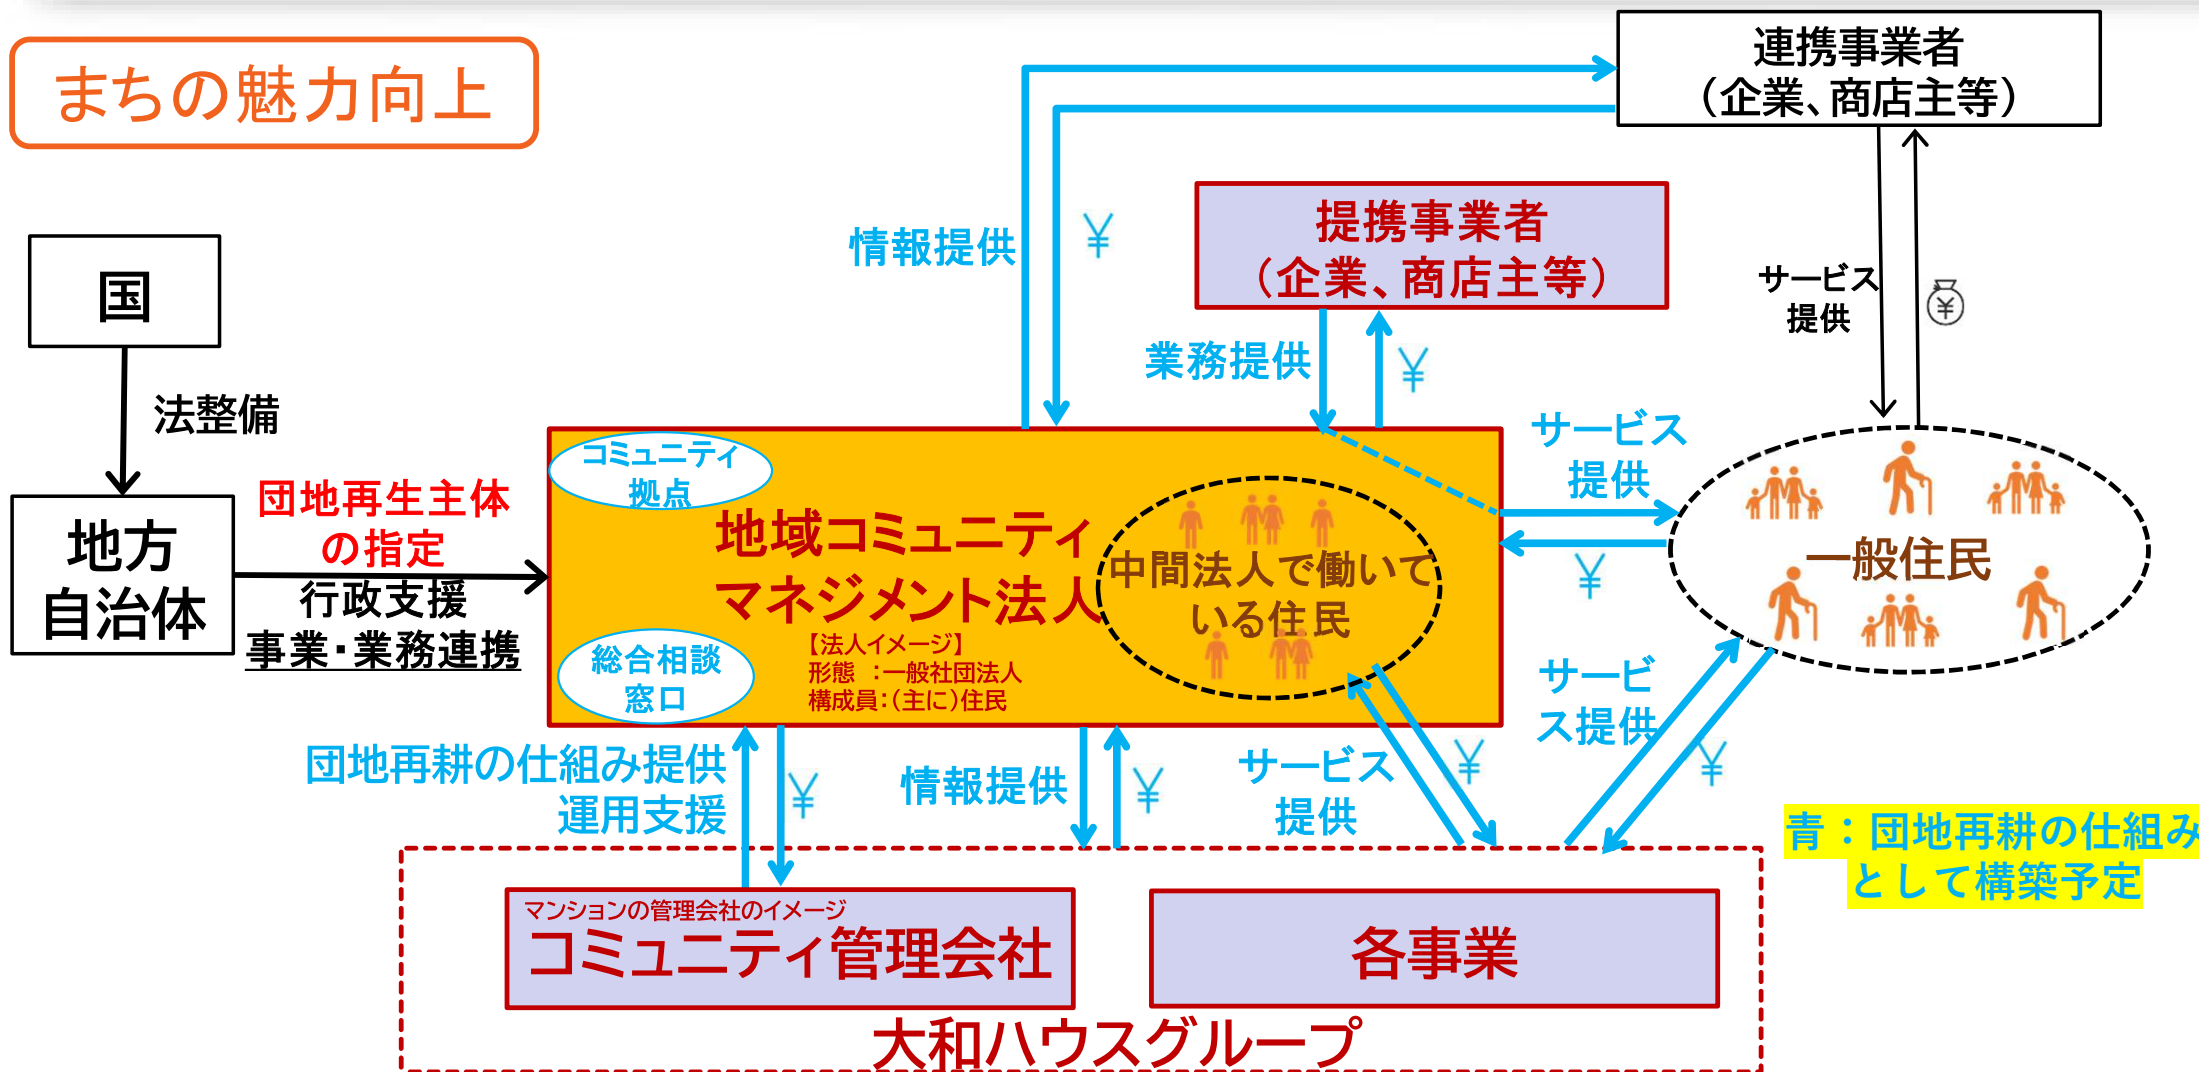 まちの魅力向上
連携事業者
（企業、商店主等）
提携事業者
（企業、商店主等）
情報提供
¥
国
サービス
提供
¥
業務提供
¥
法整備
サービス
提供
コミュニティ
拠点
団地再生主体
の指定
地方
自治体
地域コミュニティ
マネジメント法人
中間法人で働いて
いる住民
一般住民
¥
行政支援
事業・業務連携
総合相談
窓口
【法人イメージ】
形態 ：一般社団法人
構成員：（主に）住民
サービ
ス提供
¥
団地再耕の仕組み提供
運用支援
¥
情報提供
¥
サービス
提供
¥
青：団地再耕の仕組み
として構築予定
マンションの管理会社のイメージ
コミュニティ管理会社
各事業
大和ハウスグループ